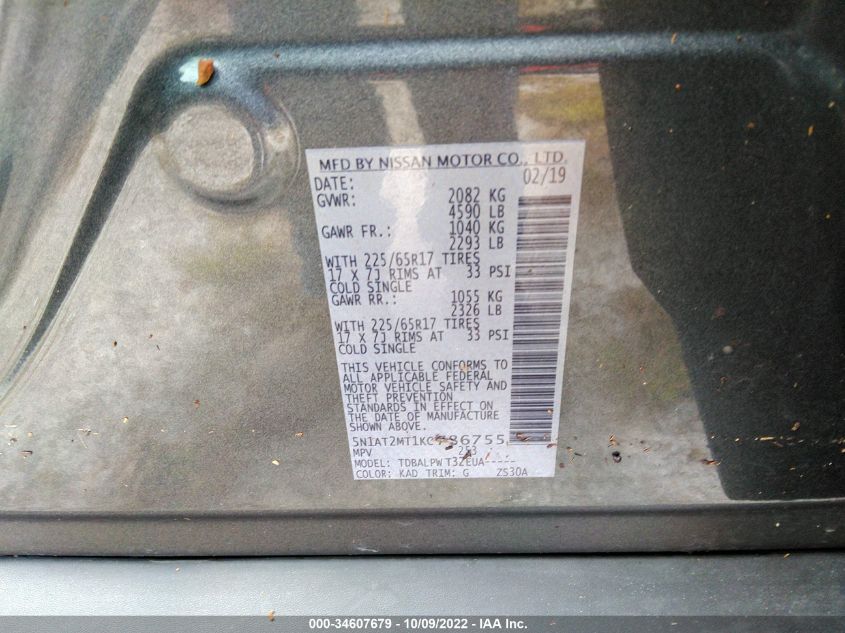 MFD BY NISSAN MOTOR CO., LTD.
DATE: 02/19
GVWR: 2082 KG
4590 LB
GAWR FR.: 1040 KG
2293 LB
WITH 225/65R17 TIRES
17 X 7J RIMS AT 33 PSI
COLD SINGLE
GAWR RR.: 1055 KG
2326 LB
WITH 225/65R17 TIRES
17 X 7J RIMS AT 33 PSI
COLD SINGLE
THIS VEHICLE CONFORMS TO
ALL APPLICABLE FEDERAL
MOTOR VEHICLE SAFETY AND
THEFT PREVENTION
STANDARDS IN EFFECT ON
THE DATE OF MANUFACTURE
SHOWN ABOVE.
MPV 253
MODEL: TDBALPW T32EUA-----
COLOR: KAD TRIM: G ZS30A
000-34607679 - 10/09/2022 - IAA Inc.